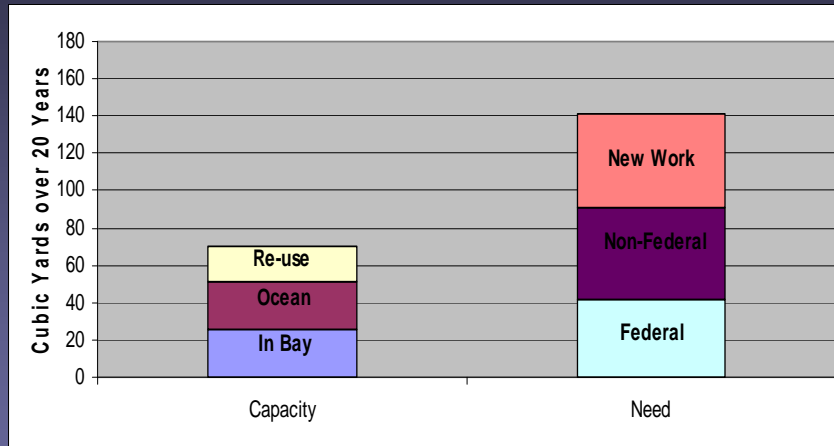 Cubic Yards over 20 Years
180
160
140
120
100
80
60
40
20
0
Re-use
Ocean
In Bay
New Work
Non-Federal
Federal
Capacity
Need